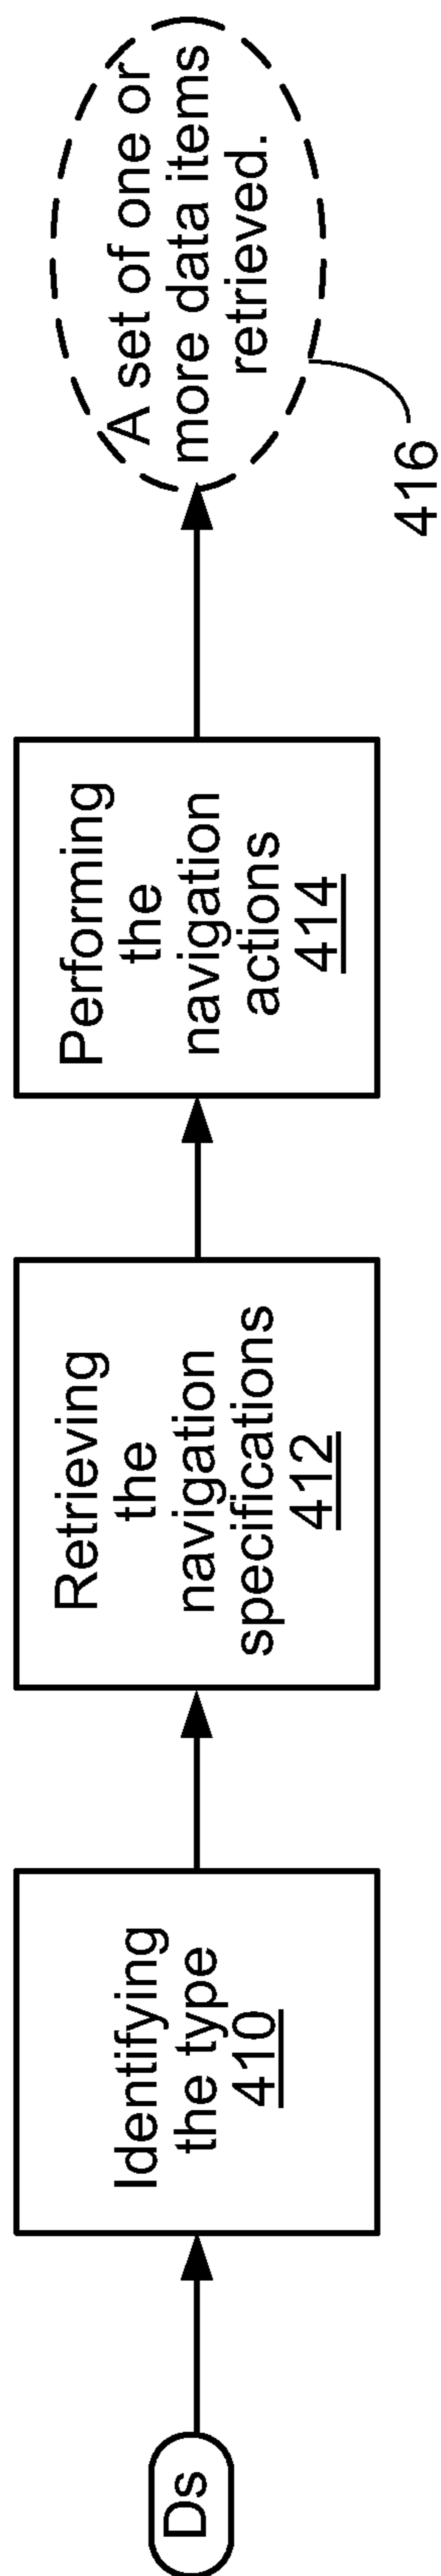 Ds
Identifying
the type
410
Retrieving
the
navigation
specifications
412
Performing
the
navigation
actions
414
A set of one or
more data items
retrieved.
416